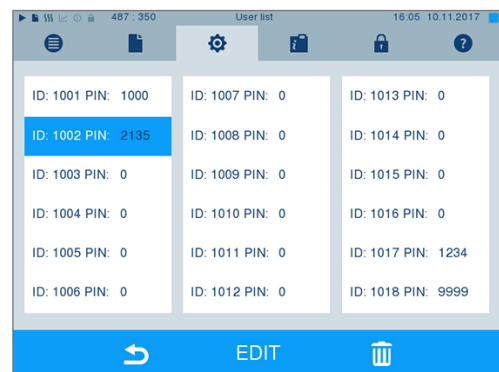 487 : 350 User list 16:05 10.11.2017
ID: 1001 PIN: 1000
ID: 1002 PIN: 2135
ID: 1003 PIN: 0
ID: 1004 PIN: 0
ID: 1005 PIN: 0
ID: 1006 PIN: 0
ID: 1007 PIN: 0
ID: 1008 PIN: 0
ID: 1009 PIN: 0
ID: 1010 PIN: 0
ID: 1011 PIN: 0
ID: 1012 PIN: 0
ID: 1013 PIN: 0
ID: 1014 PIN: 0
ID: 1015 PIN: 0
ID: 1016 PIN: 0
ID: 1017 PIN: 1234
ID: 1018 PIN: 9999
EDIT